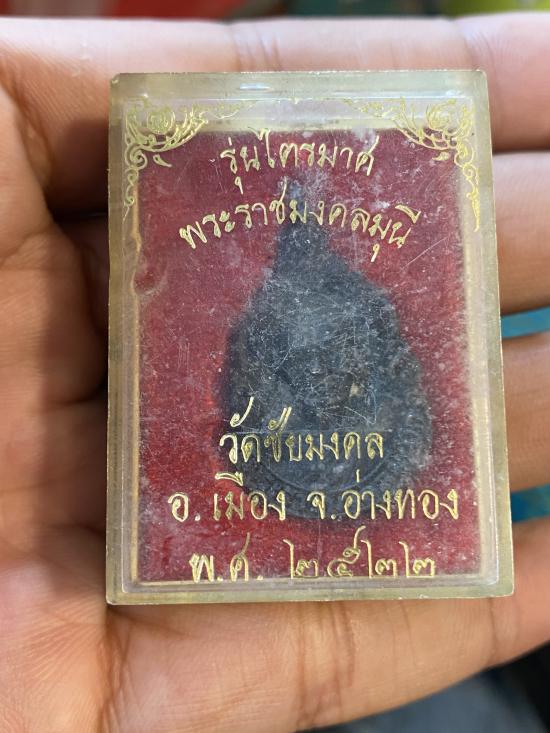 รุ่นไตรมาศ
พระราชมงคลมุนี
วัดชัยมงคล
อ.เมือง จ.อ่างทอง
พ.ศ. ๒๕๒๒